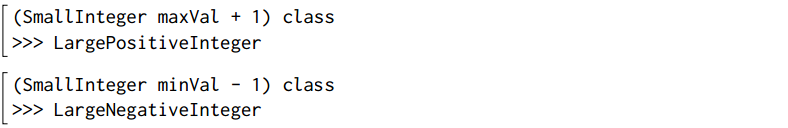 (SmallInteger maxVal + 1) class
>>> LargePositiveInteger
(SmallInteger minVal - 1) class
>>> LargeNegativeInteger